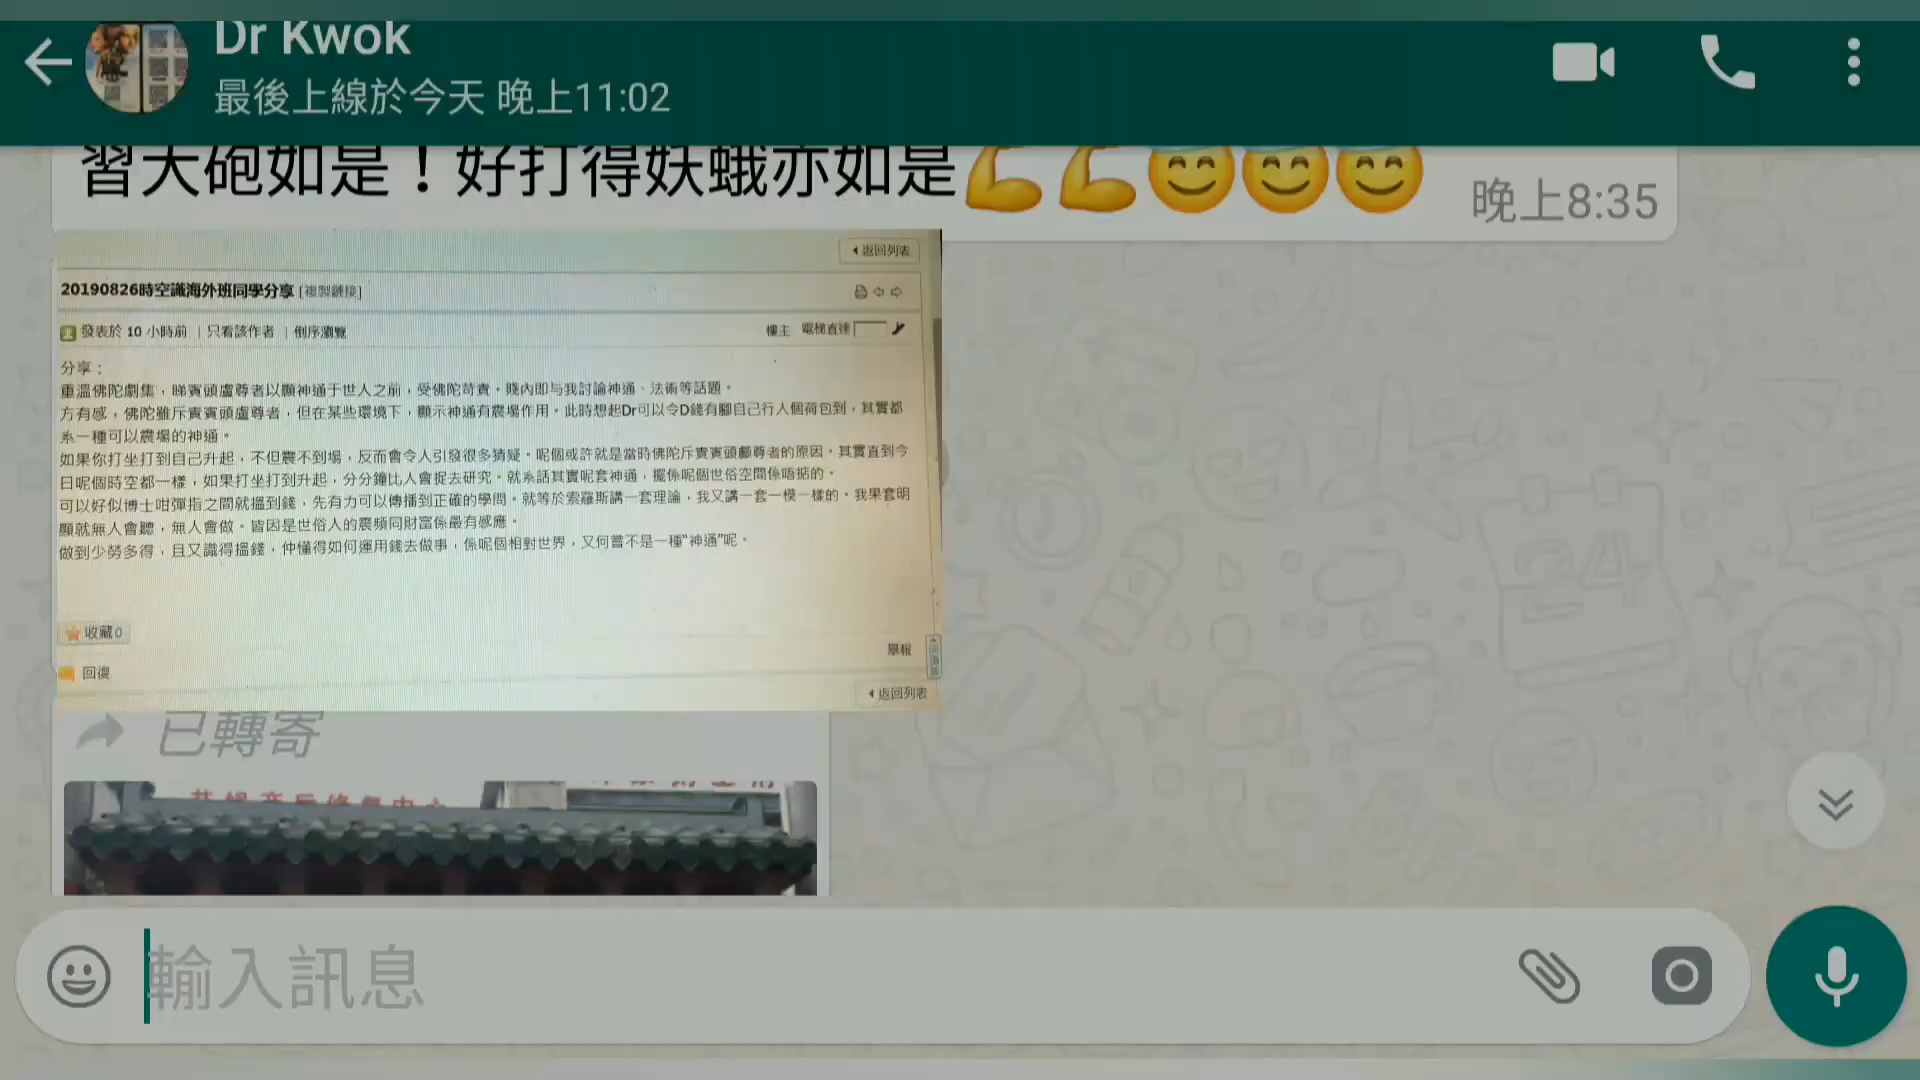 Dr Kwok
最後上線於今天 晚上11:02
習大砲如是！好打得妖蛾亦如是💪💪😇😇😇
晚上8:35
返回列表
20190826時空識海外班同學分享 [複製鏈接]
發表於 10 小時前 | 只看該作者 | 倒序瀏覽
樓主 電梯直達
分享：
重溫佛陀劇集，睇賓頭盧尊者以顯神通于世人之前，受佛陀苛責。賤內即与我討論神通、法術等話題。
方有感，佛陀雖斥責賓頭盧尊者，但在某些環境下，顯示神通有震場作用。此時想起Dr可以令D錢有腳自己行人個荷包到，其實都
系一種可以震場的神通。
如果你打坐打到自己升起，不但震不到場，反而會令人引發很多猜疑。呢個或許就是當時佛陀斥責賓頭盧尊者的原因。其實直到今
日呢個時空都一樣，如果打坐打到升起，分分鐘比人會捉去研究。就系話其實呢套神通，擺係呢個世俗空間係唔掂的。
可以好似博士咁彈指之間就搵到錢，先有力可以傳播到正確的學問。就等於索羅斯講一套理論，我又講一套一模一樣的。我果套明
顯就無人會聽，無人會做。皆因是世俗人的震頻同財富係最有感應。
做到少勞多得，且又識得搵錢，仲懂得如何運用錢去做事，係呢個相對世界，又何嘗不是一種“神通”呢。
收藏0
舉報
回復
返回列表
已轉寄
輸入訊息